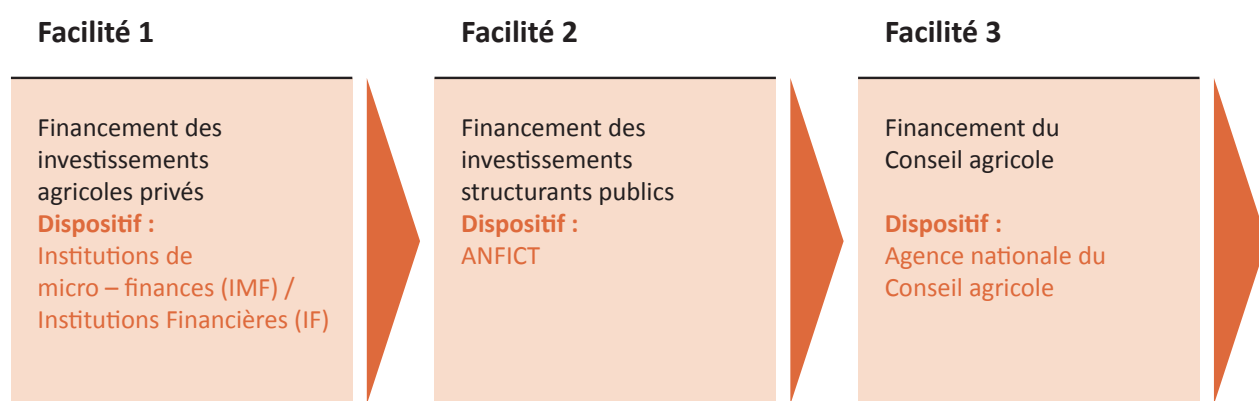 Facilité 1
Financement des
investissements
agricoles privés
Dispositif :
Institutions de
micro – finances (IMF) /
Institutions Financières (IF)
Facilité 2
Financement des
investissements
structurants publics
Dispositif :
ANFICT
Facilité 3
Financement du
Conseil agricole
Dispositif :
Agence nationale du
Conseil agricole